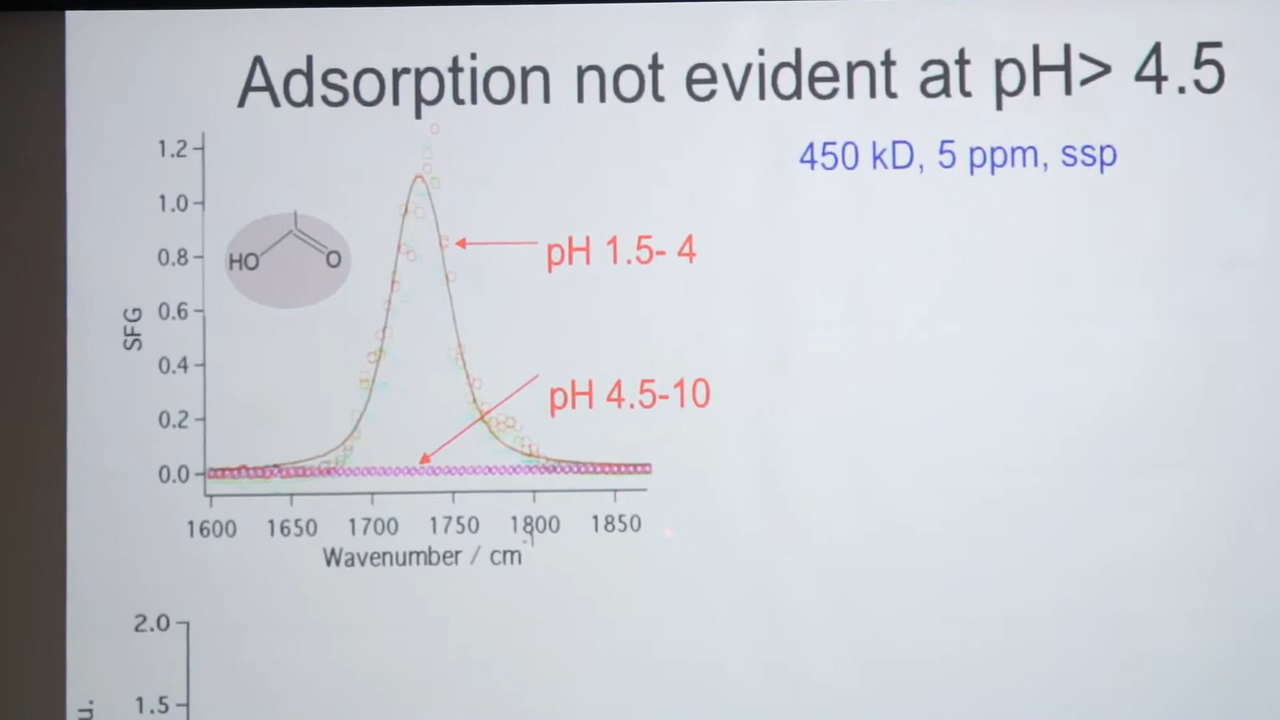 Adsorption not evident at pH> 4.5
450 kD, 5 ppm, ssp
1.2
1.0
0.8
0.6
0.4
0.2
0.0
SFG
HO
O
pH 1.5- 4
pH 4.5-10
1600 1650 1700 1750 1800 1850
Wavenumber / cm-1
2.0
1.5
u.